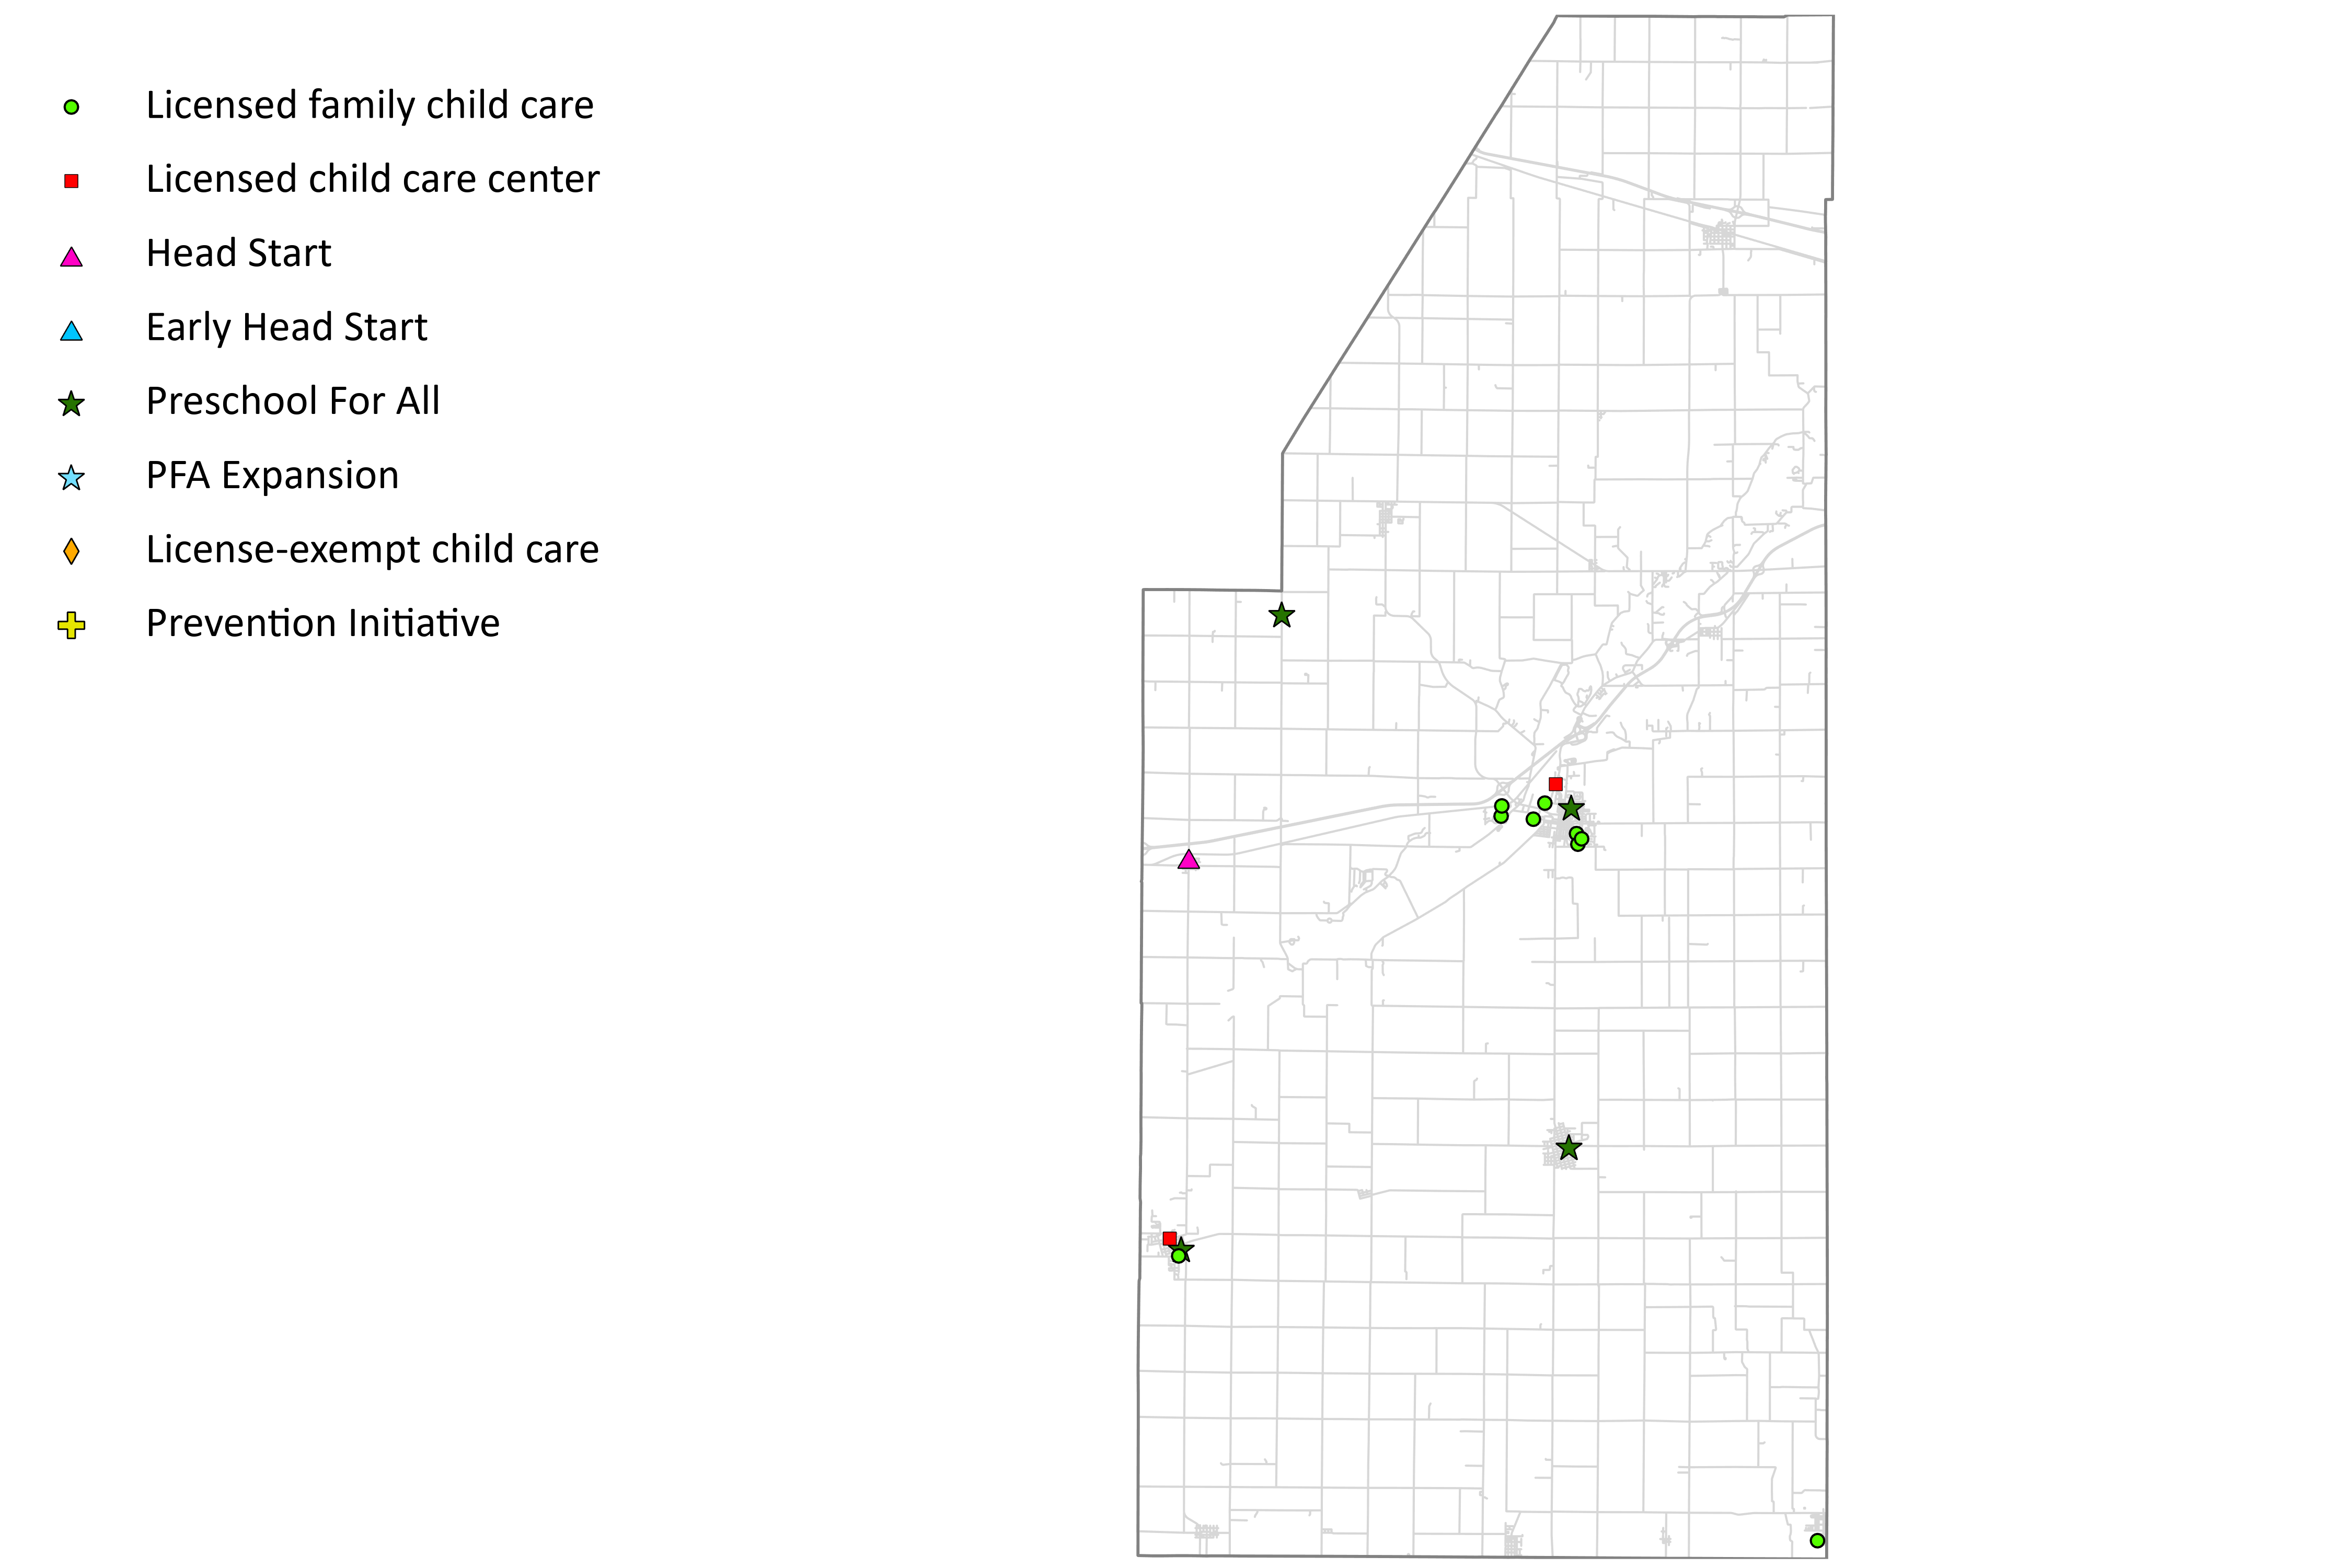 Licensed family child care
Licensed child care center
Head Start
Early Head Start
Preschool For All
PFA Expansion
License-exempt child care
Prevention Initiative